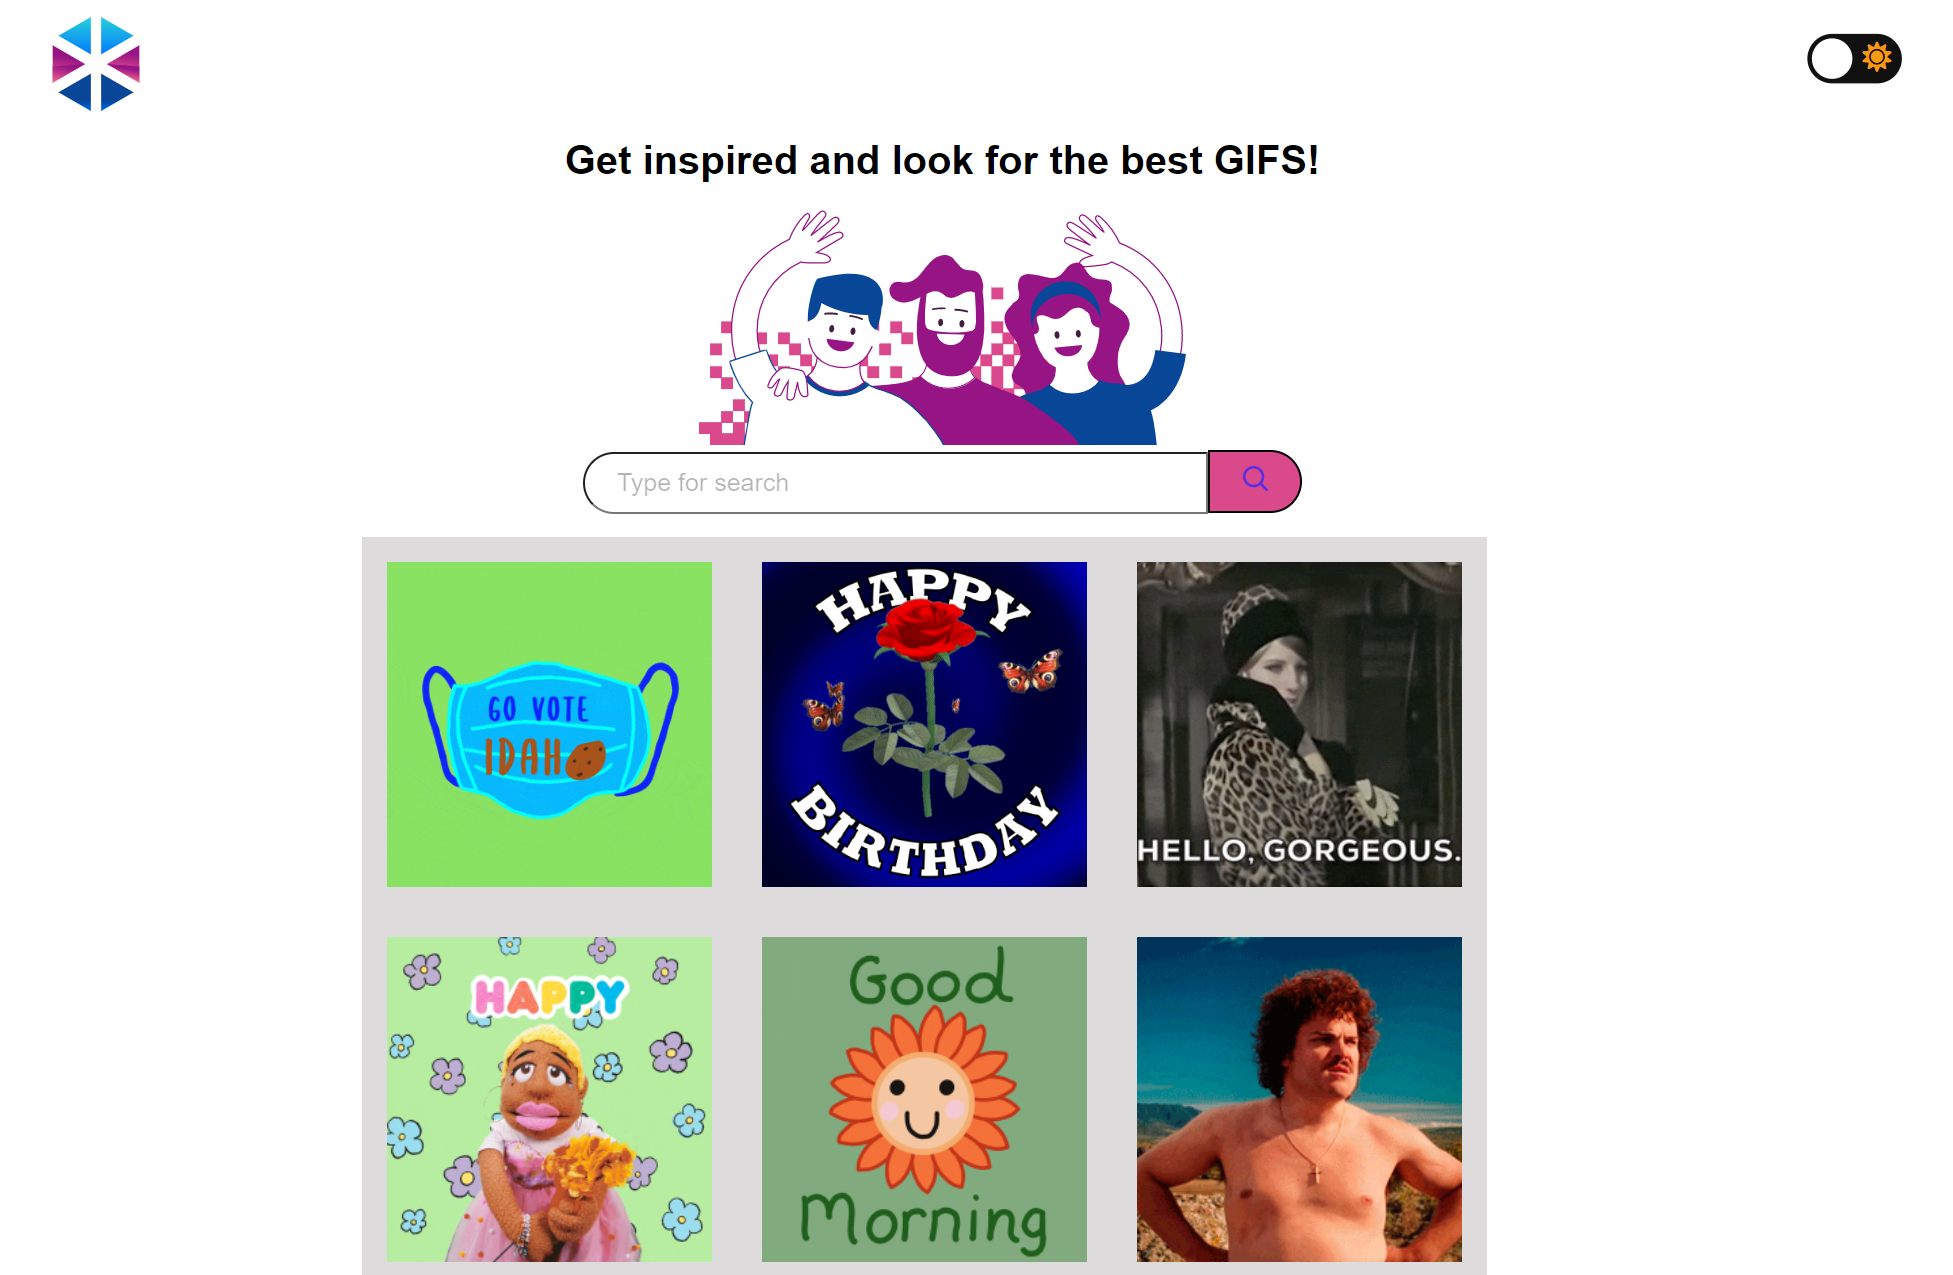 Get inspired and look for the best GIFS!
Type for search
GO VOTE
IDAH
HAPPY
BIRTHDAY
HELLO, GORGEOUS.
HAPPY
Good
Morning